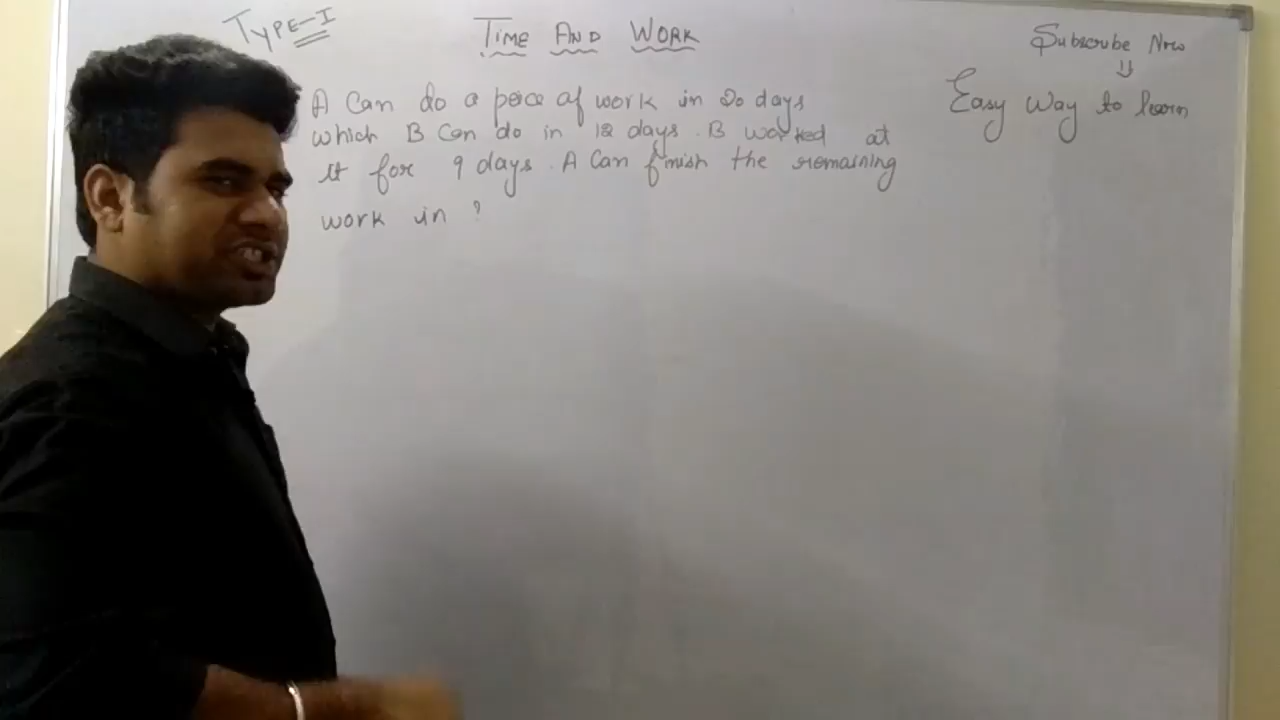 TYPE-I
TIME AND WORK
Subscribe Now
Easy Way to learn
A Can do a peice of work in 20 days
which B Can do in 12 days. B worked at
it for 9 days. A Can finish the remaining
work in ?